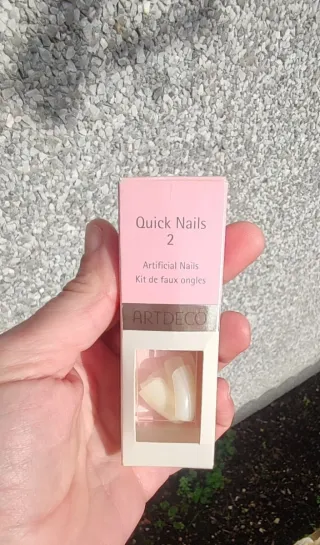 Quick Nails
2
Artificial Nails
Kit de faux ongles
ARTDECO